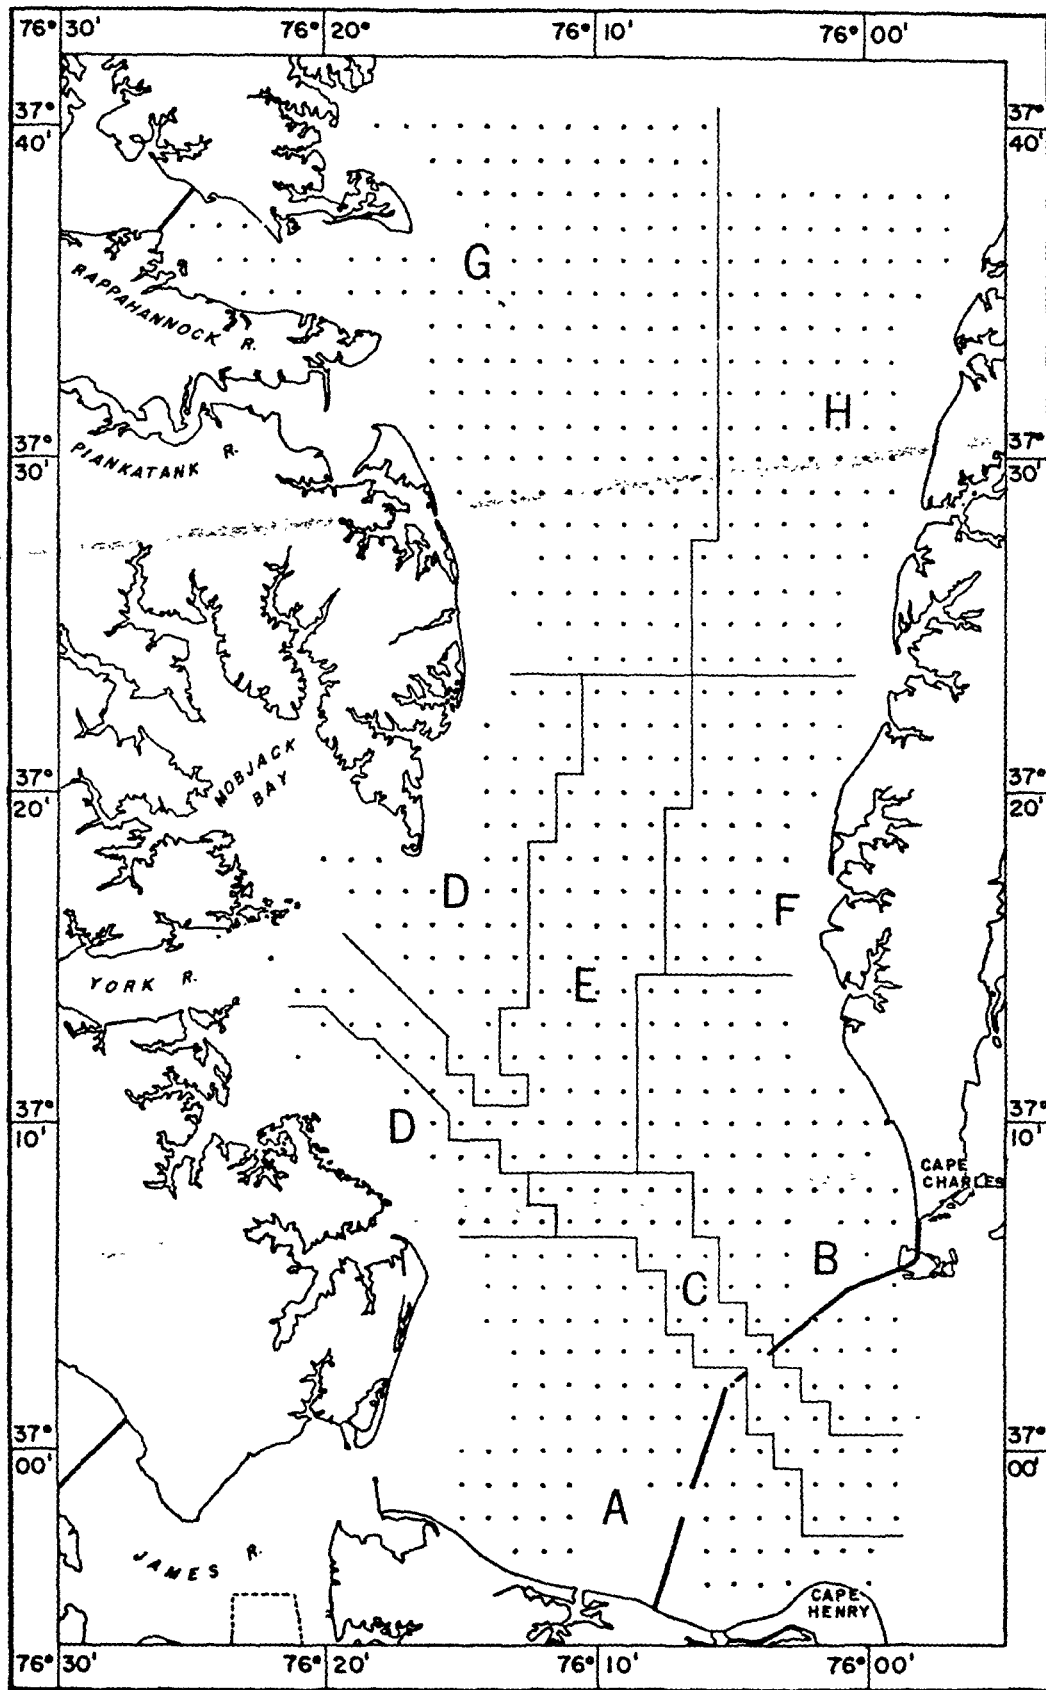 76° 30'
76° 20°
76° 10'
76° 00'
37°
40'
37°
40'
G
RAPPAHANNOCK R.
H
37°
30'
37°
30'
PIANKATANK R.
MOBJACK
BAY
37°
20'
37°
20'
D
F
YORK R.
E
37°
10'
37°
10'
D
CAPE
CHARLES
B
C
37°
00'
37°
00'
A
JAMES R.
CAPE
HENRY
76° 30'
76° 20'
76° 10'
76° 00'